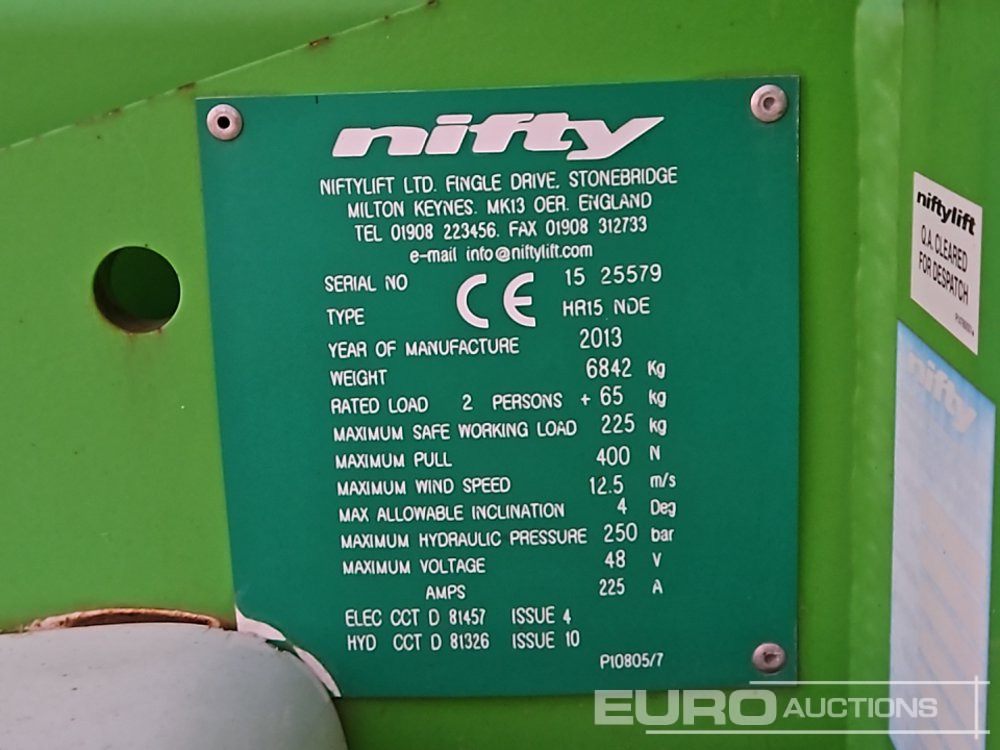 nifty
NIFTYLIFT LTD. FINGLE DRIVE, STONEBRIDGE
MILTON KEYNES. MK13 OER. ENGLAND
TEL 01908 223456. FAX 01908 312733
e-mail info@niftylift.com
SERIAL NO 15 25579
CE
TYPE HR15 NDE
YEAR OF MANUFACTURE 2013
WEIGHT 6842 Kg
RATED LOAD 2 PERSONS + 65 kg
MAXIMUM SAFE WORKING LOAD 225 kg
MAXIMUM PULL 400 N
MAXIMUM WIND SPEED 12.5 m/s
MAX ALLOWABLE INCLINATION 4 Deg
MAXIMUM HYDRAULIC PRESSURE 250 bar
MAXIMUM VOLTAGE 48 V
AMPS 225 A
ELEC CCT D 81457 ISSUE 4
HYD CCT D 81326 ISSUE 10
P10805/7
niftylift
Q.A. CLEARED
FOR DESPATCH
nifty
EURO AUCTIONS